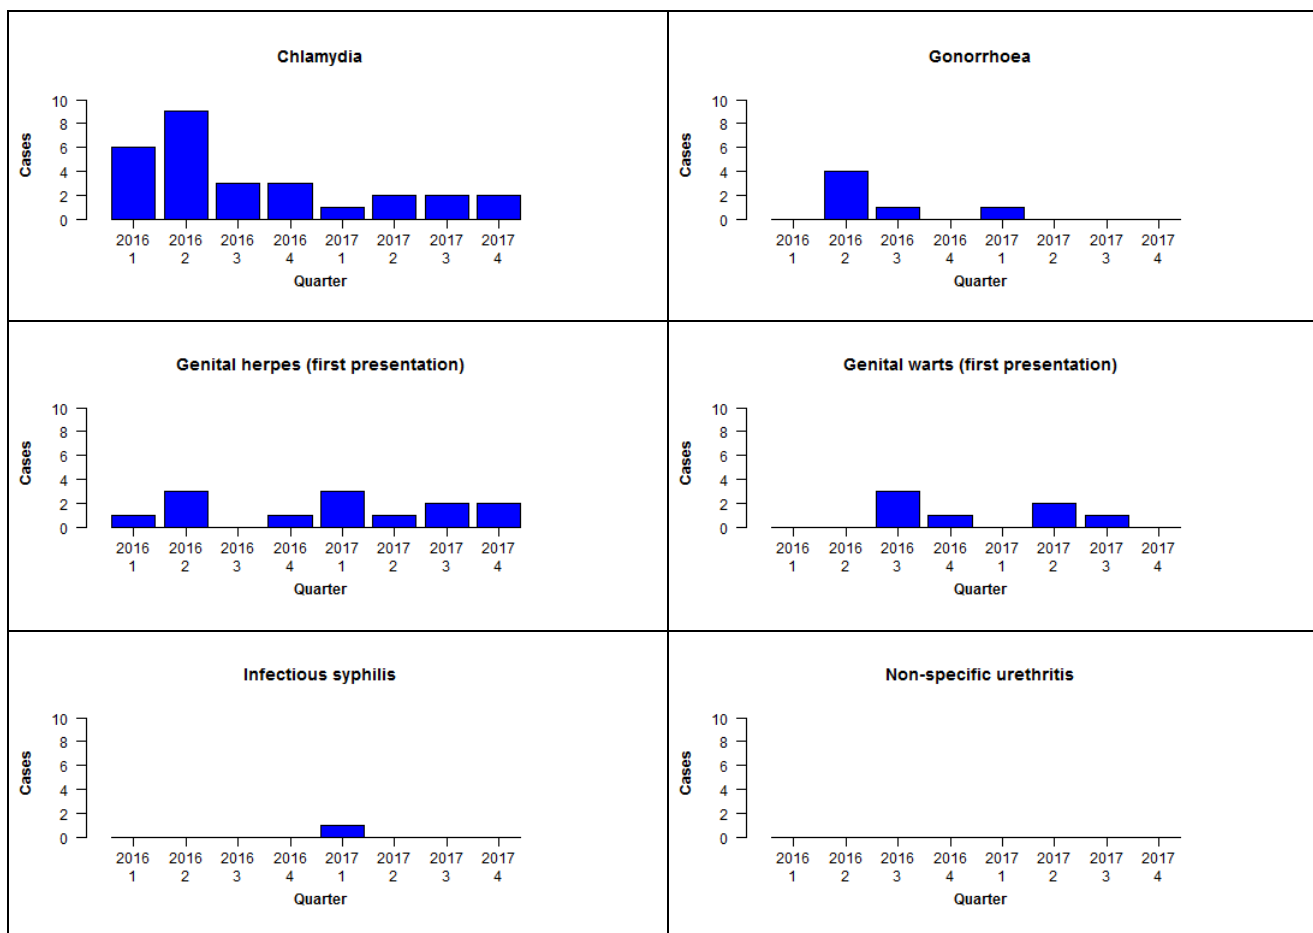 Chlamydia
10
8
6
4
2
0
Cases
2016 2016 2016 2016 2017 2017 2017 2017
1 2 3 4 1 2 3 4
Quarter
Gonorrhoea
10
8
6
4
2
0
Cases
2016 2016 2016 2016 2017 2017 2017 2017
1 2 3 4 1 2 3 4
Quarter
Genital herpes (first presentation)
10
8
6
4
2
0
Cases
2016 2016 2016 2016 2017 2017 2017 2017
1 2 3 4 1 2 3 4
Quarter
Genital warts (first presentation)
10
8
6
4
2
0
Cases
2016 2016 2016 2016 2017 2017 2017 2017
1 2 3 4 1 2 3 4
Quarter
Infectious syphilis
10
8
6
4
2
0
Cases
2016 2016 2016 2016 2017 2017 2017 2017
1 2 3 4 1 2 3 4
Quarter
Non-specific urethritis
10
8
6
4
2
0
Cases
2016 2016 2016 2016 2017 2017 2017 2017
1 2 3 4 1 2 3 4
Quarter